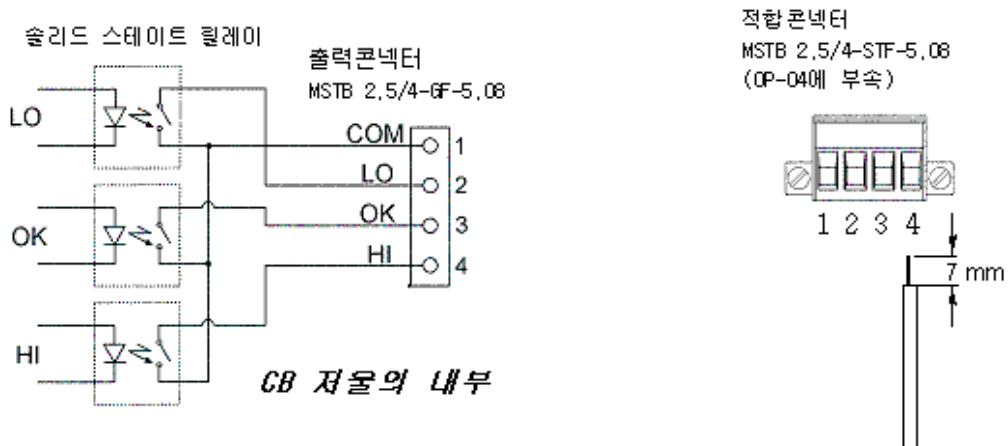 솔리드 스테이트 릴레이
출력콘넥터
MSTB 2,5/4-GF-5,08
LO
OK
HI
COM
LO
OK
HI
1
2
3
4
CB 저울의 내부
적합 콘넥터
MSTB 2,5/4-STF-5,08
(OP-04에 부속)
1 2 3 4
7 mm